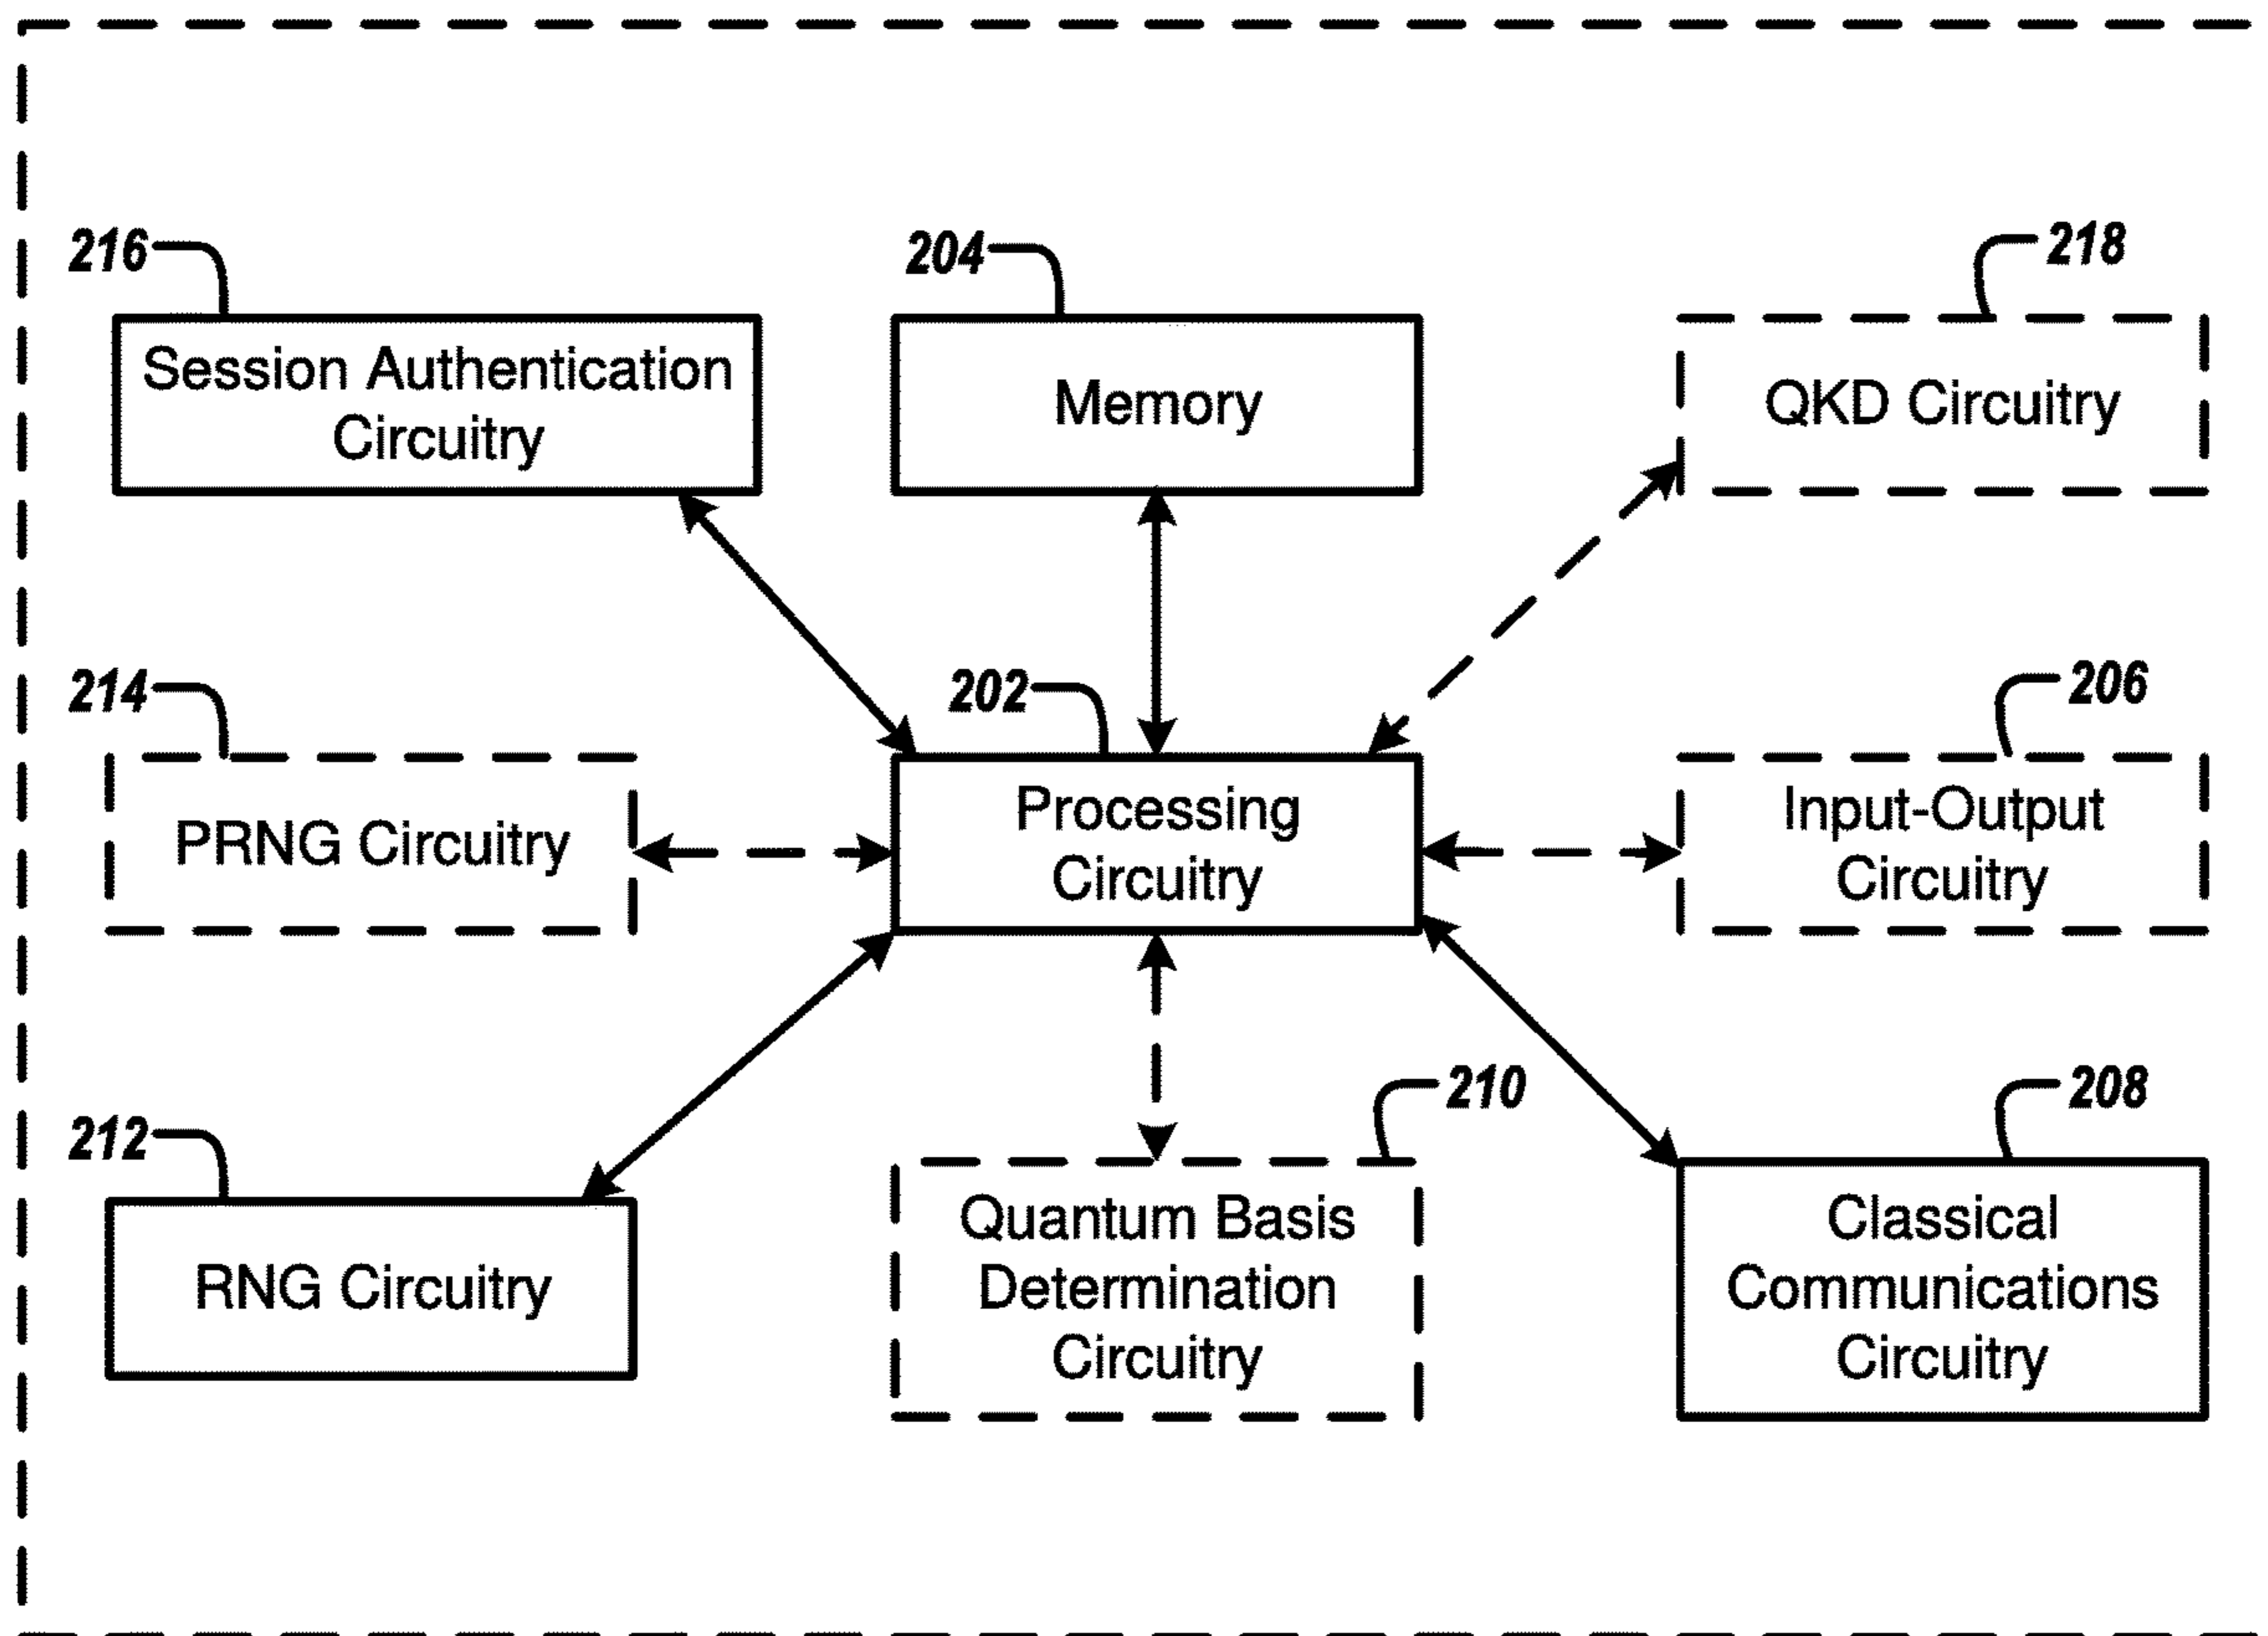 216
204
218
Session Authentication
Circuitry
Memory
QKD Circuitry
214
202
206
PRNG Circuitry
Processing
Circuitry
Input-Output
Circuitry
212
210
208
RNG Circuitry
Quantum Basis
Determination
Circuitry
Classical
Communications
Circuitry